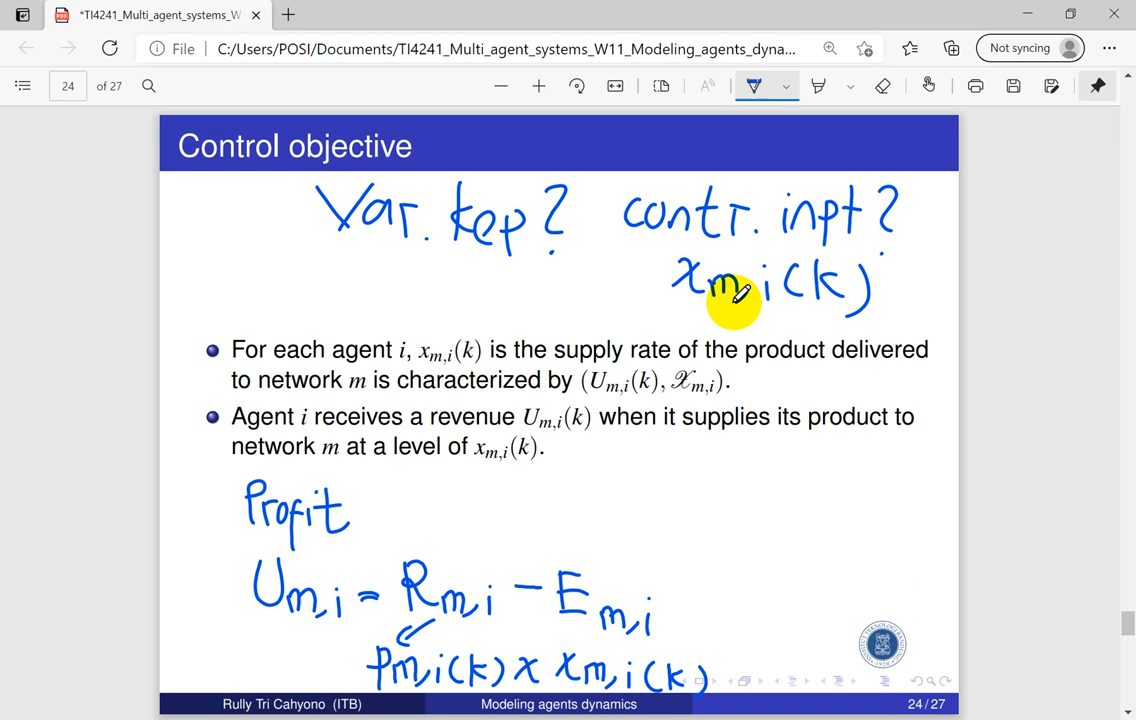 *TI4241_Multi_agent_systems_W
File
C:/Users/POSI/Documents/TI4241_Multi_agent_systems_W11_Modeling_agents_dyna...
Not syncing
24 of 27
Control objective
Var. kep? contr. inpt?
xm,i(k)
For each agent i, xm,i(k) is the supply rate of the product delivered
to network m is characterized by (Um,i(k), 𝒳m,i).
Agent i receives a revenue Um,i(k) when it supplies its product to
network m at a level of xm,i(k).
Profit
Um,i = Rm,i − Em,i
pm,i(k) x xm,i(k)
Rully Tri Cahyono (ITB) Modeling agents dynamics 24/27